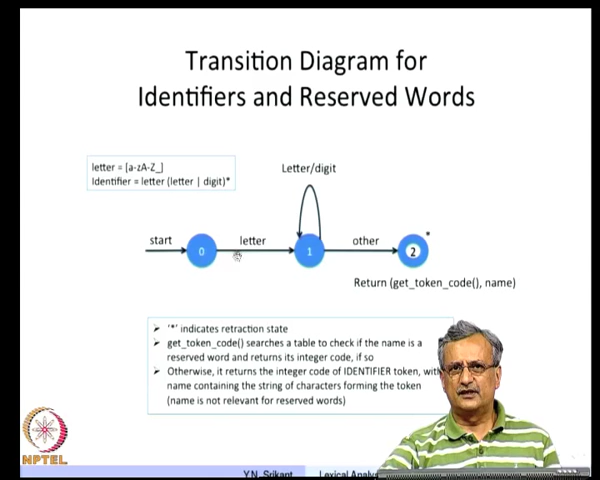 Transition Diagram for
Identifiers and Reserved Words
letter = [a-zA-Z_]
Identifier = letter (letter | digit)*
Letter/digit
start
letter
other
0
1
2
*
Return (get_token_code(), name)
➢ '*' indicates retraction state
➢ get_token_code() searches a table to check if the name is a
reserved word and returns its integer code, if so
➢ Otherwise, it returns the integer code of IDENTIFIER token, with
name containing the string of characters forming the token
(name is not relevant for reserved words)
NPTEL
Y.N. Srikant Lexical